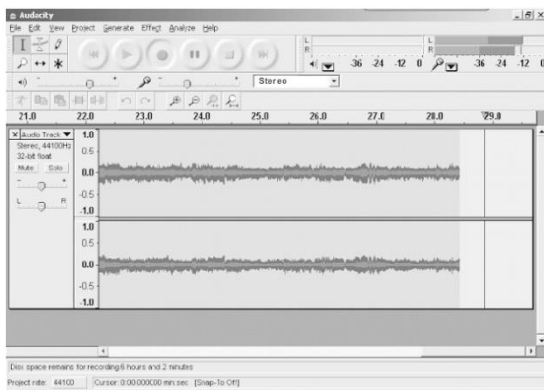 Audacity
File Edit View Project Generate Effect Analyze Help
L
R
-36 -24 -12 0
L
R
-36 -24 -12 0
Stereo
21.0 22.0 23.0 24.0 25.0 26.0 27.0 28.0 29.0
Audio Track
Stereo, 44100Hz
32-bit float
Mute Solo
- +
L R
1.0
0.5
0.0
-0.5
-1.0
1.0
0.5
0.0
-0.5
-1.0
Disk space remains for recording 6 hours and 2 minutes
Project rate: 44100 Cursor: 0:00.000000 min:sec [Snap-To Off]